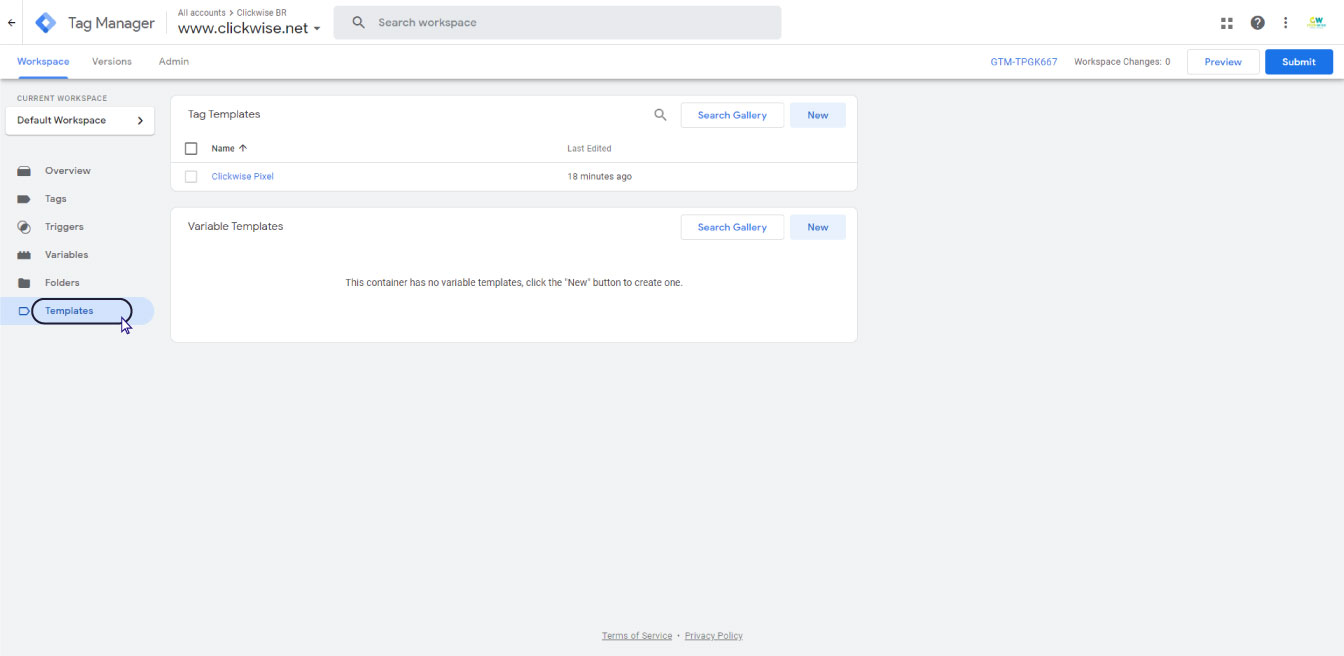 Tag Manager
All accounts > Clickwise BR
www.clickwise.net
Search workspace
Workspace Versions Admin
GTM-TPGK667 Workspace Changes: 0 Preview Submit
CURRENT WORKSPACE
Default Workspace
Overview
Tags
Triggers
Variables
Folders
Templates
Tag Templates Search Gallery New
Name Last Edited
Clickwise Pixel 18 minutes ago
Variable Templates Search Gallery New
This container has no variable templates, click the "New" button to create one.
Terms of Service • Privacy Policy